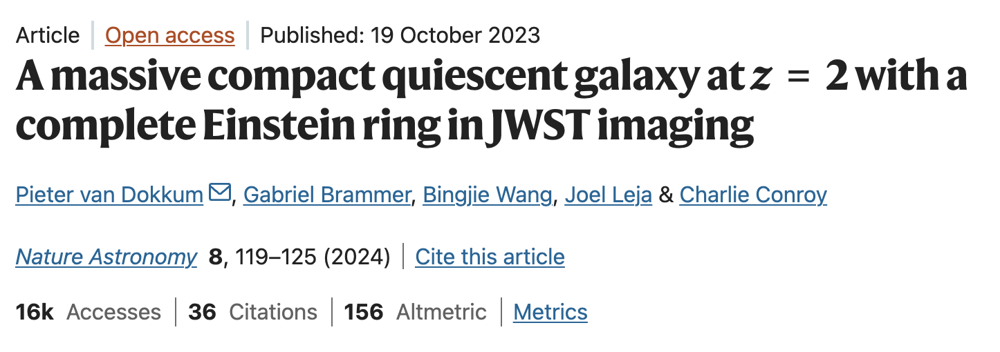 Article | Open access | Published: 19 October 2023
A massive compact quiescent galaxy at z = 2 with a
complete Einstein ring in JWST imaging
Pieter van Dokkum, Gabriel Brammer, Bingjie Wang, Joel Leja & Charlie Conroy
Nature Astronomy 8, 119–125 (2024) | Cite this article
16k Accesses | 36 Citations | 156 Altmetric | Metrics